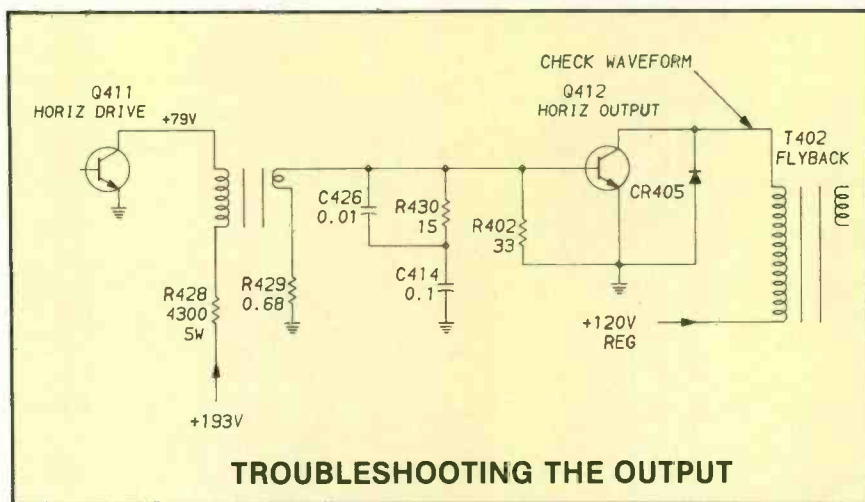 CHECK WAVEFORM
Q411
HORIZ DRIVE
+79V
Q412
HORIZ OUTPUT
T402
FLYBACK
C426
0.01
R430
15
R402
33
CR405
R428
4300
5W
R429
0.68
C414
0.1
+120V
REG
+193V
TROUBLESHOOTING THE OUTPUT